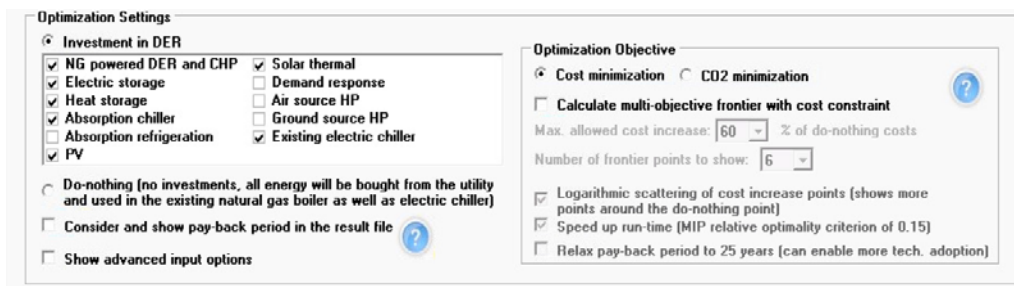 Optimization Settings
Investment in DER
NG powered DER and CHP
Electric storage
Heat storage
Absorption chiller
Absorption refrigeration
PV
Solar thermal
Demand response
Air source HP
Ground source HP
Existing electric chiller
Do-nothing (no investments, all energy will be bought from the utility
and used in the existing natural gas boiler as well as electric chiller)
Consider and show pay-back period in the result file
?
Show advanced input options
Optimization Objective
Cost minimization CO2 minimization
?
Calculate multi-objective frontier with cost constraint
Max. allowed cost increase: 60 % of do-nothing costs
Number of frontier points to show: 6
Logarithmic scattering of cost increase points (shows more
points around the do-nothing point)
Speed up run-time (MIP relative optimality criterion of 0.15)
Relax pay-back period to 25 years (can enable more tech. adoption)